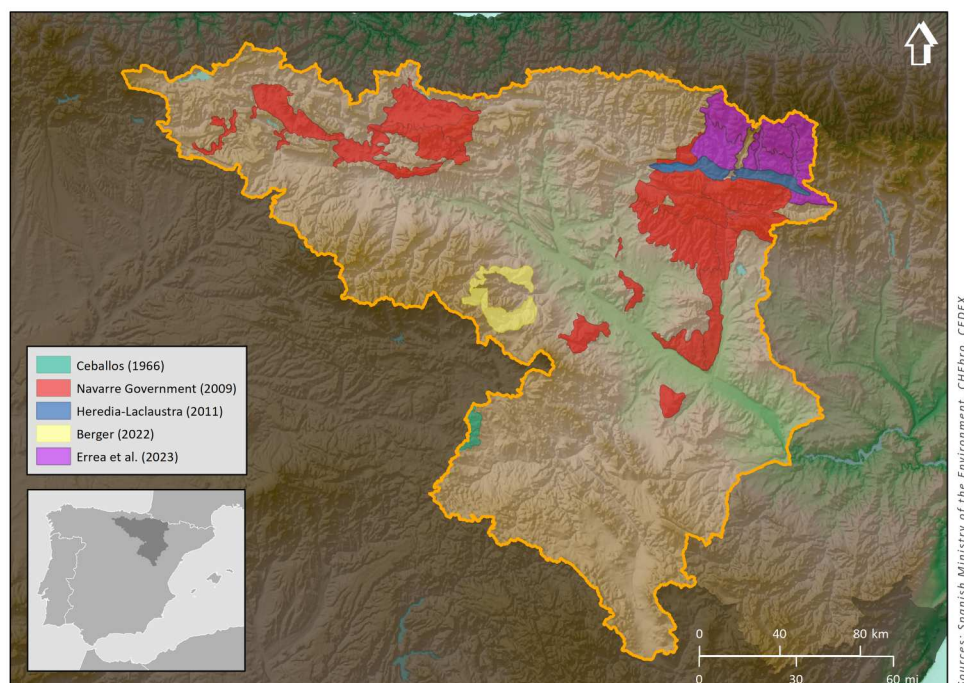 Ceballos (1966)
Navarre Government (2009)
Heredia-Laclaustra (2011)
Berger (2022)
Errea et al. (2023)
0 40 80 km
0 30 60 mi
Sources: Spanish Ministry of the Environment, CHEbro, CEDEX